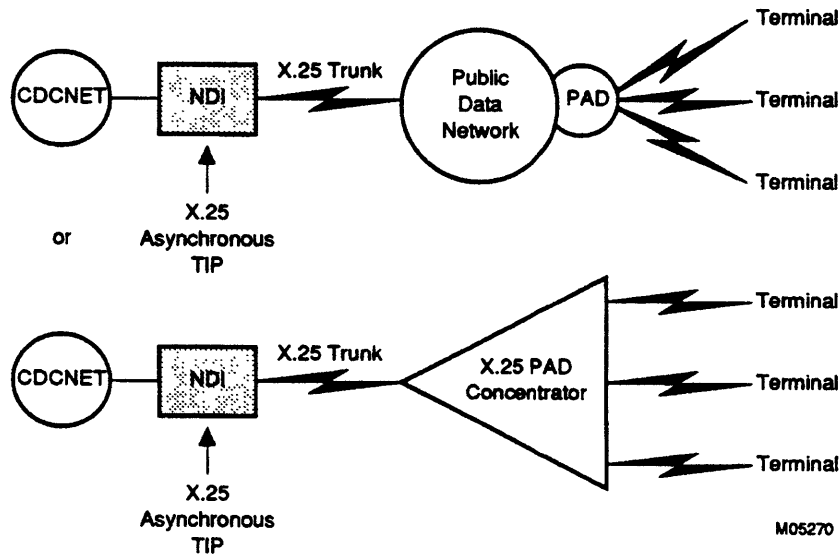 Terminal
X.25 Trunk
CDCNET
NDI
Public
Data
Network
PAD
Terminal
Terminal
X.25
Asynchronous
TIP
or
Terminal
X.25 Trunk
CDCNET
NDI
X.25 PAD
Concentrator
Terminal
Terminal
X.25
Asynchronous
TIP
M05270